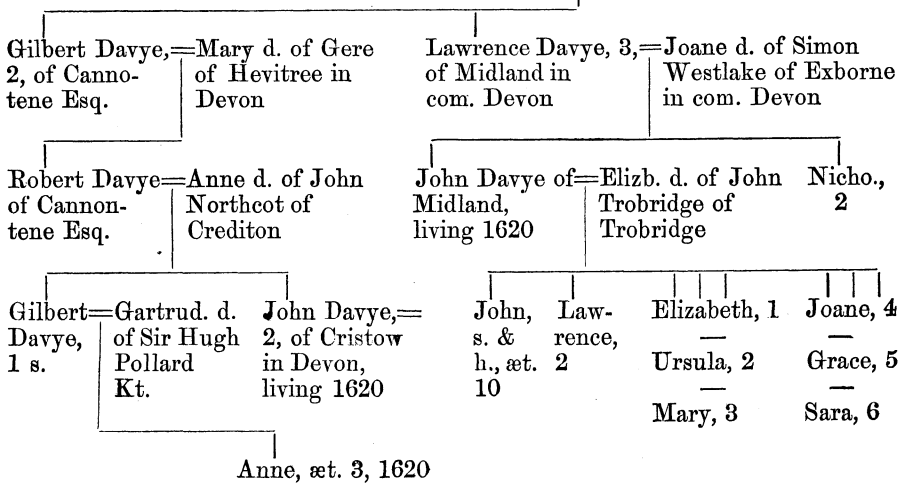 Gilbert Davye,=Mary d. of Gere
2, of Canno- of Hevitree in
tene Esq. Devon
Lawrence Davye, 3,=Joane d. of Simon
of Midland in Westlake of Exborne
com. Devon in com. Devon
Robert Davye=Anne d. of John
of Cannon- Northcot of
tene Esq. Crediton
John Davye of=Elizb. d. of John
Midland, Trobridge of
living 1620 Trobridge
Nicho.,
2
Gilbert=Gartrud. d.
Davye, of Sir Hugh
1 s. Pollard
Kt.
John Davye,=
2, of Cristow
in Devon,
living 1620
John,
s. &
h., æt.
10
Law-
rence,
2
Elizabeth, 1
Ursula, 2
Mary, 3
Joane, 4
Grace, 5
Sara, 6
Anne, æt. 3, 1620